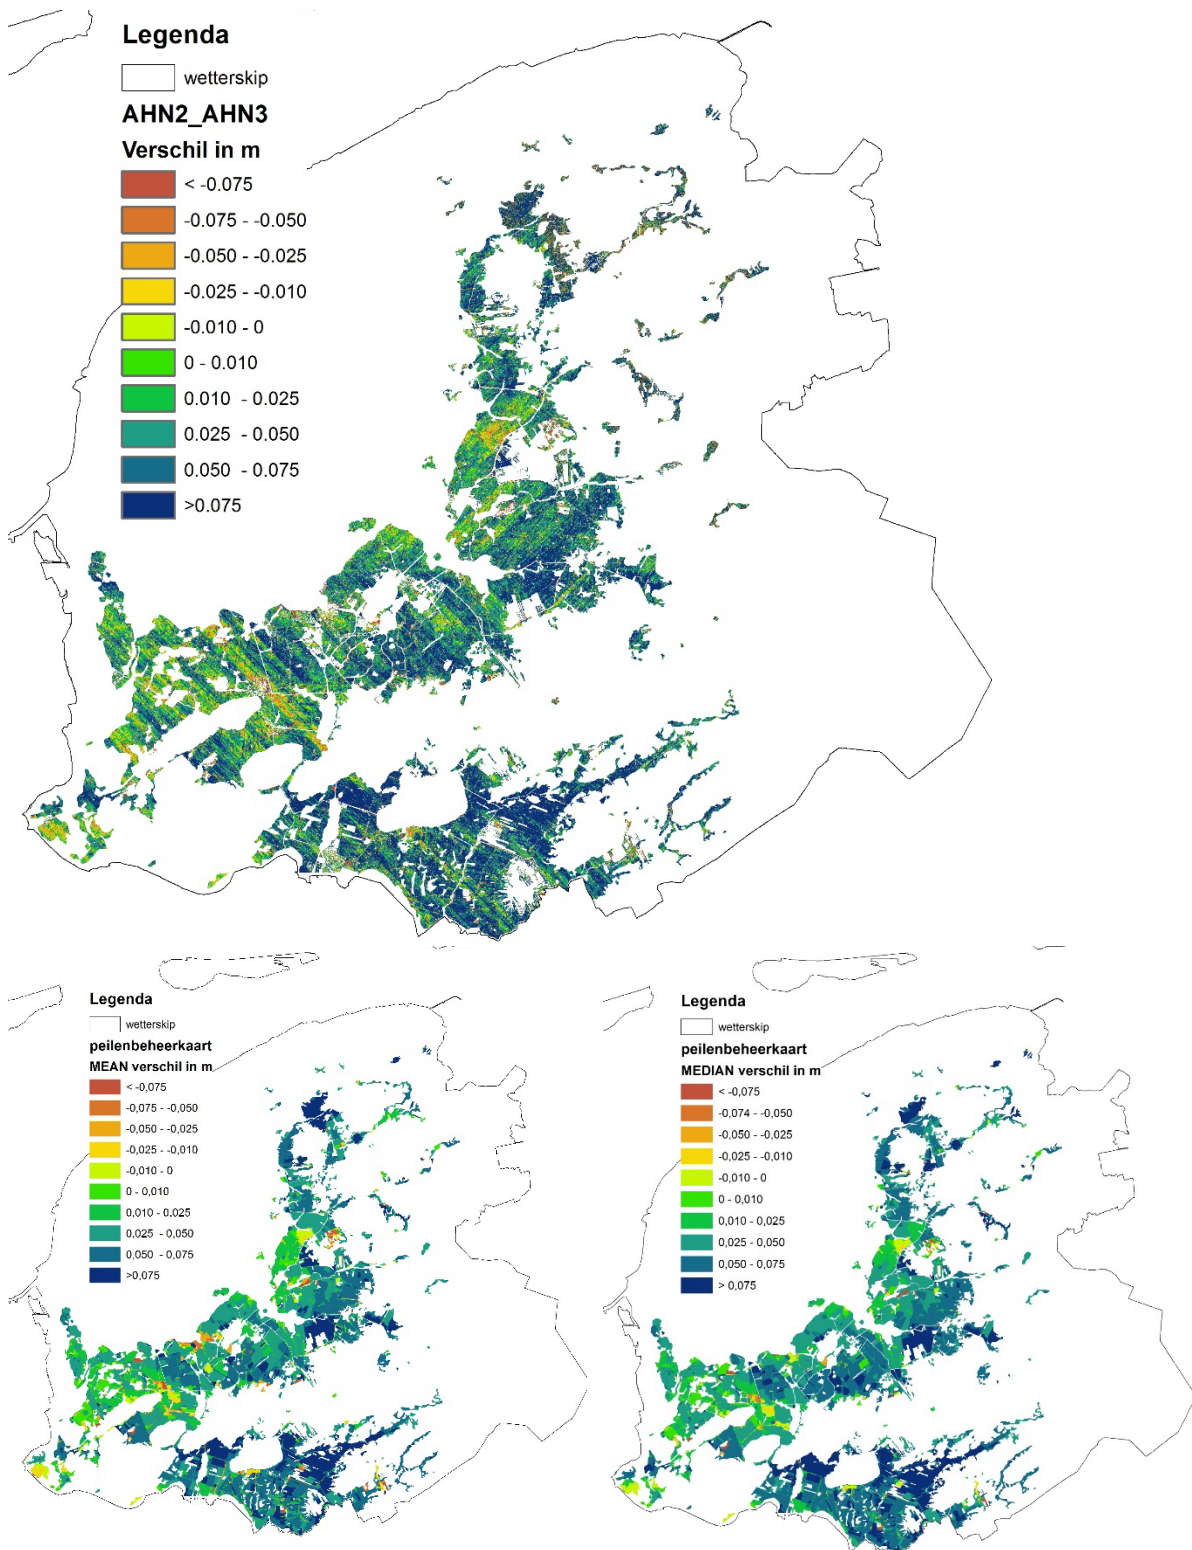 Legenda
wetterskip
AHN2_AHN3
Verschil in m
< -0.075
-0.075 - -0.050
-0.050 - -0.025
-0.025 - -0.010
-0.010 - 0
0 - 0.010
0.010 - 0.025
0.025 - 0.050
0.050 - 0.075
>0.075
Legenda
wetterskip
peilenbeheerkaart
MEAN verschil in m
< -0,075
-0,075 - -0,050
-0,050 - -0,025
-0,025 - -0,010
-0,010 - 0
0 - 0,010
0,010 - 0,025
0,025 - 0,050
0,050 - 0,075
>0,075
Legenda
wetterskip
peilenbeheerkaart
MEDIAN verschil in m
< -0,075
-0,074 - -0,050
-0,050 - -0,025
-0,025 - -0,010
-0,010 - 0
0 - 0,010
0,010 - 0,025
0,025 - 0,050
0,050 - 0,075
> 0,075